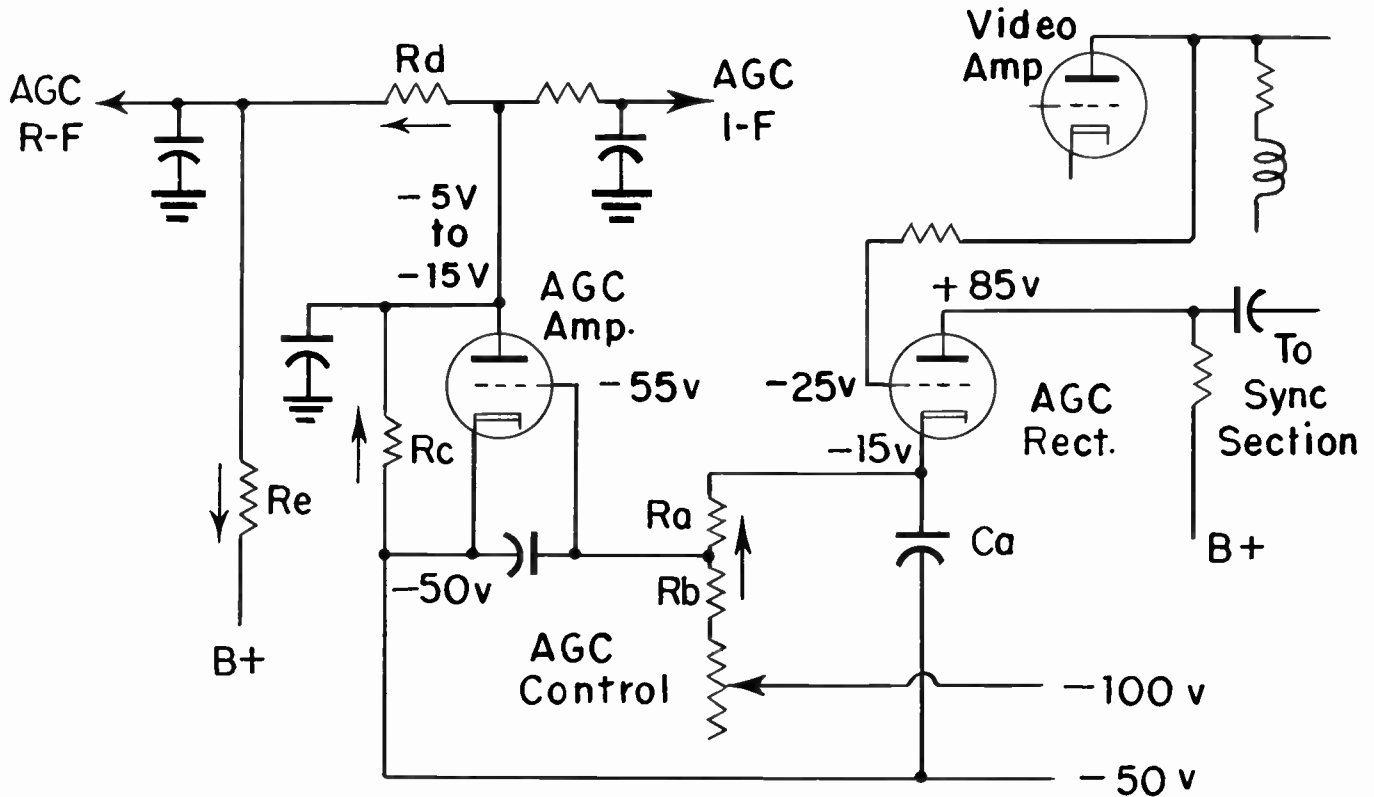 Video
Amp
AGC
R-F
Rd
AGC
I-F
-5V
to
-15V
AGC
Amp.
+85v
-55v
-25v
To
Sync
Section
AGC
Rect.
Rc
-15v
Re
Ra
Ca
B+
-50v
Rb
B+
AGC
Control
-100 v
-50 v